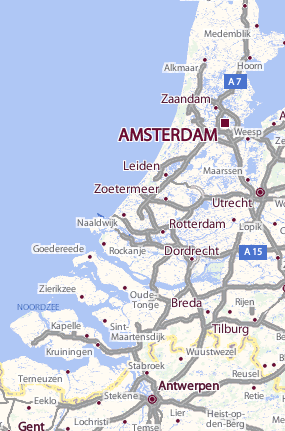 Medemblik
Hoorn
Alkmaar
A 7
Zaandam
A
AMSTERDAM
Weesp
Ze
Leiden
Maarssen
Zoetermeer
Utrecht
Wo
Naaldwijk
Rotterdam
Lopik
Goedereede
Rockanje
Dordrecht
A 15
Zierikzee
Oude-
Tonge
NOORDZEE
Breda
Rijen
Kapelle
Sint-
Maartensdijk
Tilburg
Kruiningen
Wuustwezel
Terneuzen
Stabroek
Reusel
Eeklo
Stekene
Antwerpen
Retie
Lochristi
Lier
Heist-op-
den-Berg
Gent
Temse